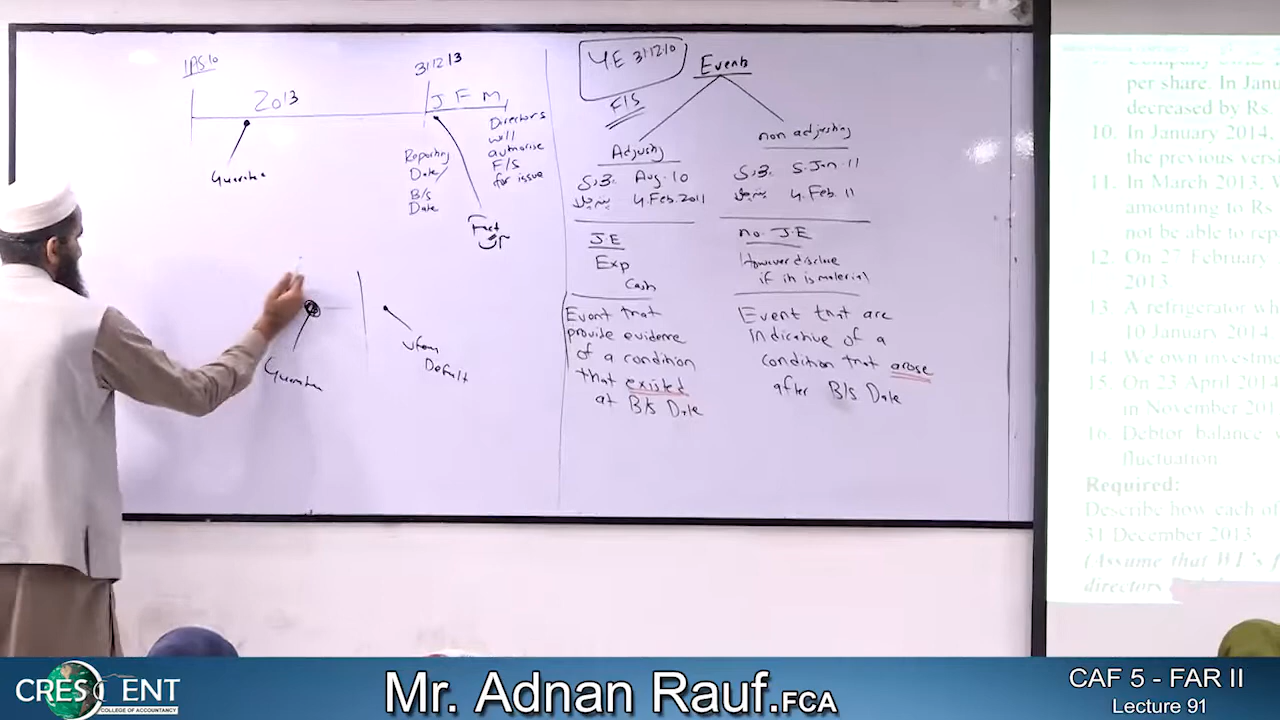 IAS 10
2013
31 12 13
J F M
Directors
will
authorise
F/S
for issue
Reporting
Date/
B/S
Date
Default
Y.E 31 12 10
F/S
Events
Adjusting
Aug. 10
4. Feb. 2011
J.E
Exp
Cash
Event that
provide evidence
of a condition
that existed
at B/S Date
non adjusting
5. Jan. 11
4. Feb. 11
no J.E
However disclose
if it is material
Event that are
indicative of a
condition that arose
after B/S Date
per share. In Janu
decreased by Rs.
10. In January 2014,
the previous versi
11. In March 2013, W
amounting to Rs
not be able to rep
12. On 27 February
2013
13 A refrigerator wh
10 January 2014
14. We own investme
15. On 23 April 2014
in November 201
16. Debtor balance
fluctuation
Required:
Describe how each of
31 December 2013
(Assume that WI's f
directors
CRESCENT
COLLEGE OF ACCOUNTANCY
Mr. Adnan Rauf.FCA
CAF 5 - FAR II
Lecture 91